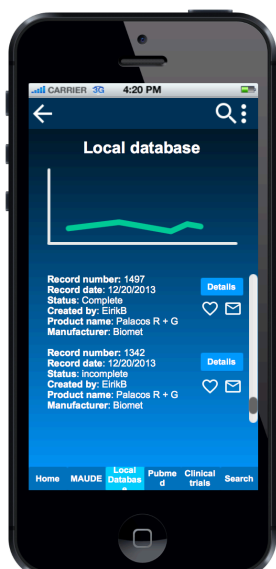 CARRIER 3G 4:20 PM
Local database
Record number: 1497
Record date: 12/20/2013
Status: Complete
Created by: EirikB
Product name: Palacos R + G
Manufacturer: Biomet
Details
Record number: 1342
Record date: 12/20/2013
Status: incomplete
Created by: EirikB
Product name: Palacos R + G
Manufacturer: Biomet
Details
Home
MAUDE
Local
Databas
e
Pubme
d
Clinical
trials
Search